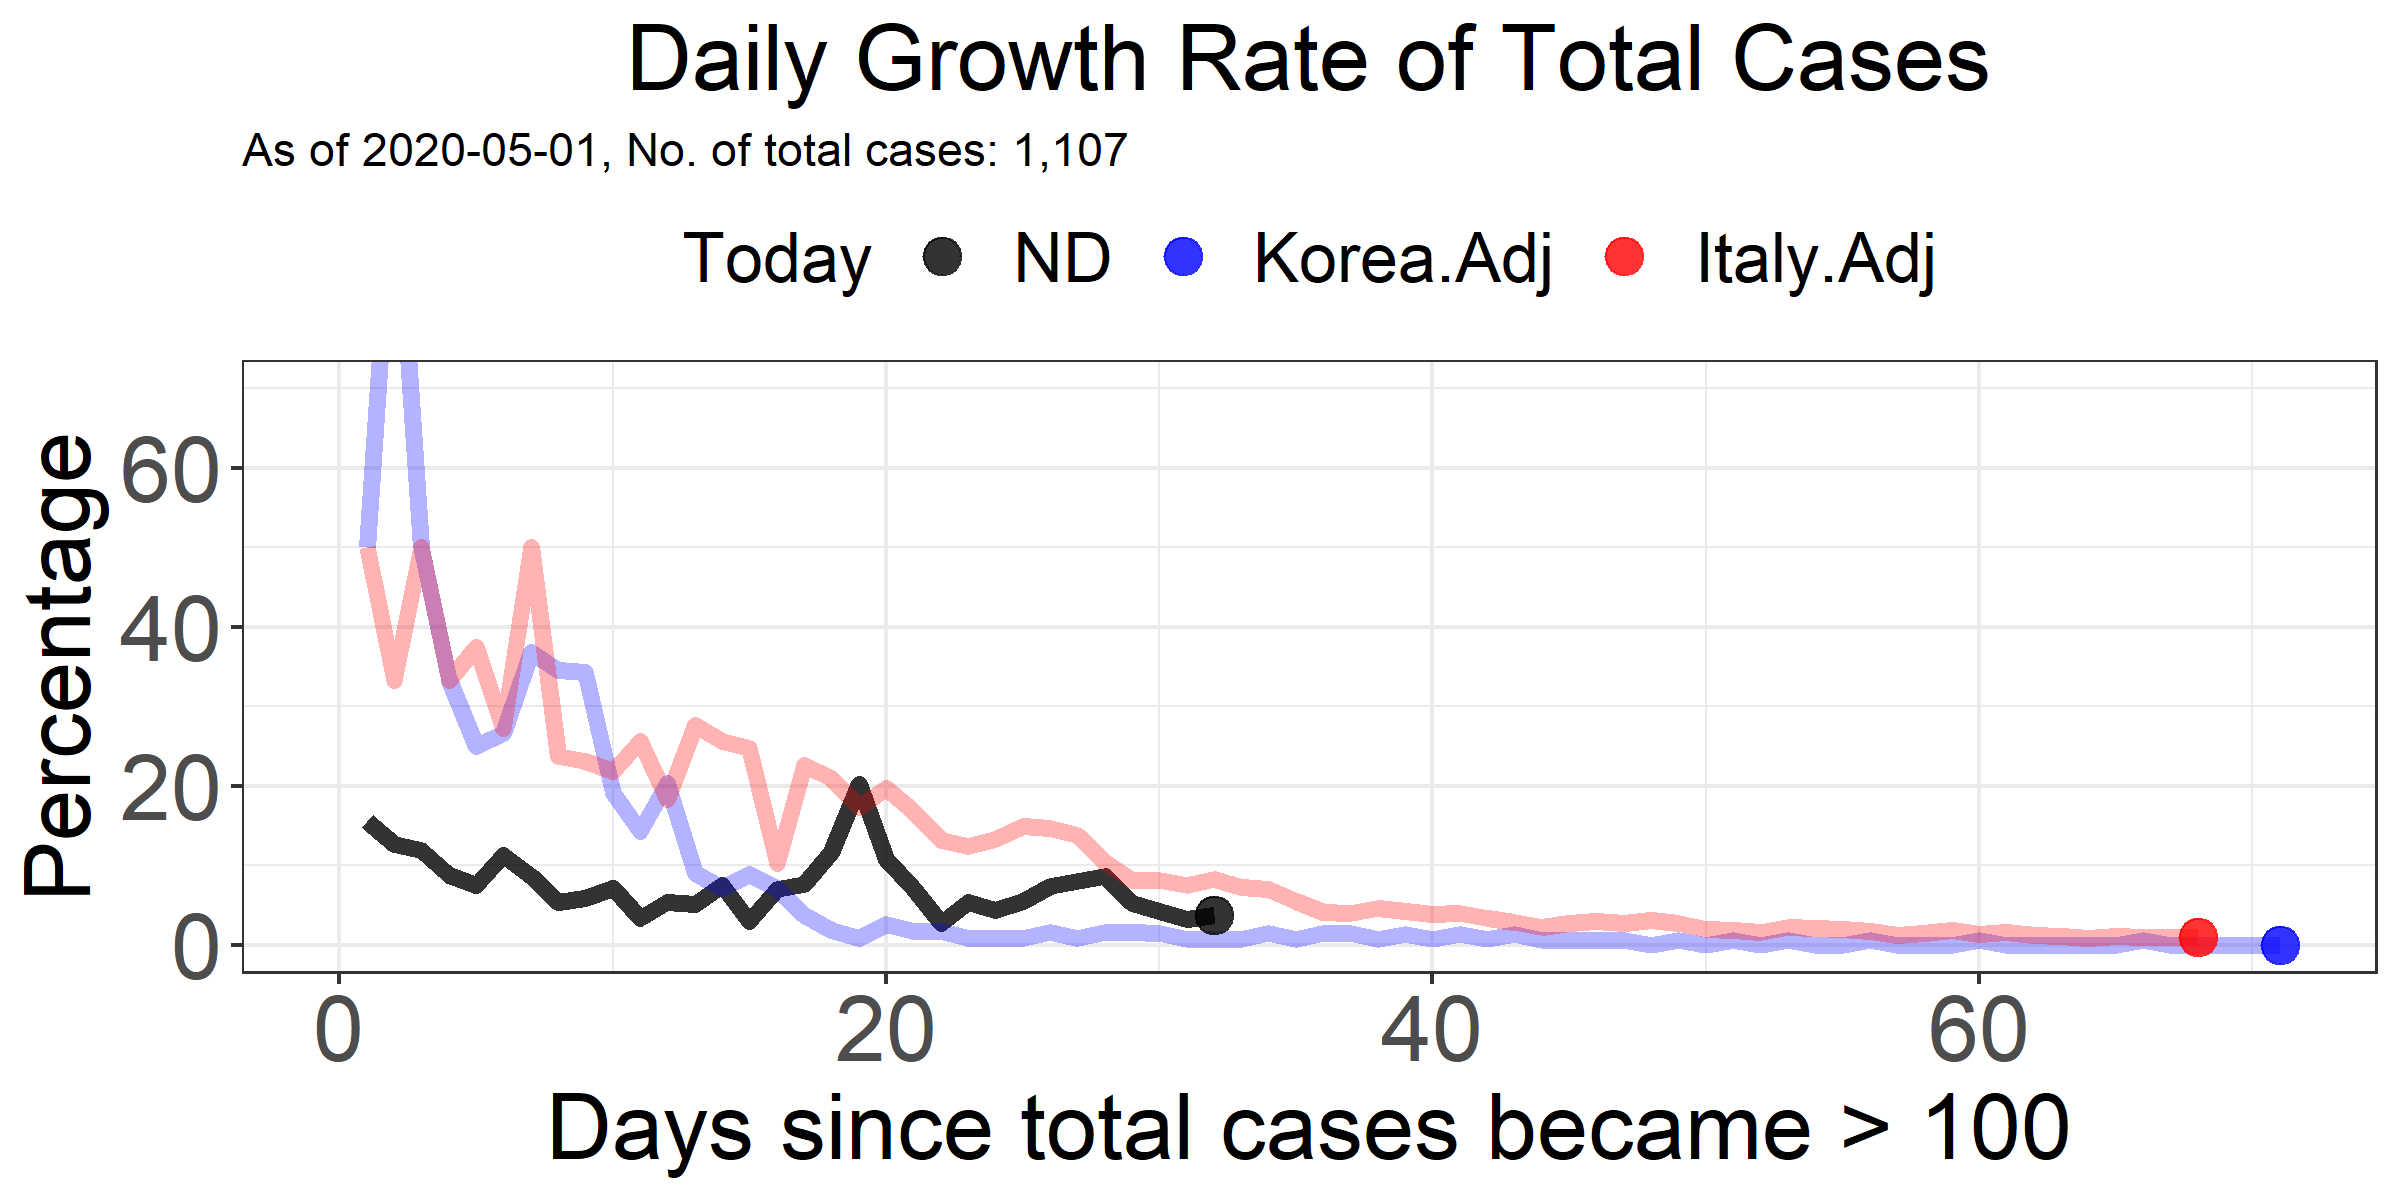 Daily Growth Rate of Total Cases
As of 2020-05-01, No. of total cases: 1,107
Today ND Korea.Adj Italy.Adj
Percentage
60
40
20
0
0 20 40 60
Days since total cases became > 100